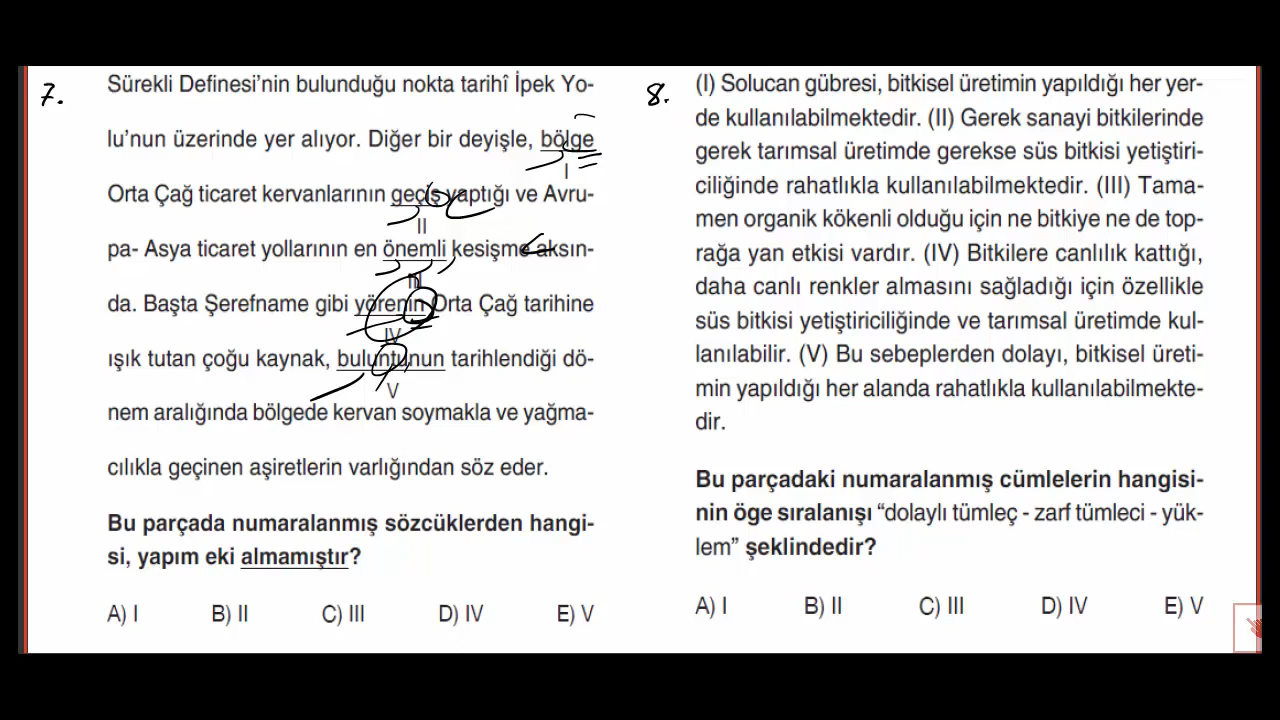 7.
Sürekli Definesi’nin bulunduğu nokta tarihî İpek Yo-
lu’nun üzerinde yer alıyor. Diğer bir deyişle, bölge
I
Orta Çağ ticaret kervanlarının geçiş yaptığı ve Avru-
II
pa- Asya ticaret yollarının en önemli kesişme aksın-
III
da. Başta Şerefname gibi yörenin Orta Çağ tarihine
IV
ışık tutan çoğu kaynak, buluntunun tarihlendiği dö-
V
nem aralığında bölgede kervan soymakla ve yağma-
cılıkla geçinen aşiretlerin varlığından söz eder.
Bu parçada numaralanmış sözcüklerden hangi-
si, yapım eki almamıştır?
A) I B) II C) III D) IV E) V
8.
(I) Solucan gübresi, bitkisel üretimin yapıldığı her yer-
de kullanılabilmektedir. (II) Gerek sanayi bitkilerinde
gerek tarımsal üretimde gerekse süs bitkisi yetiştiri-
ciliğinde rahatlıkla kullanılabilmektedir. (III) Tama-
men organik kökenli olduğu için ne bitkiye ne de top-
rağa yan etkisi vardır. (IV) Bitkilere canlılık kattığı,
daha canlı renkler almasını sağladığı için özellikle
süs bitkisi yetiştiriciliğinde ve tarımsal üretimde kul-
lanılabilir. (V) Bu sebeplerden dolayı, bitkisel üreti-
min yapıldığı her alanda rahatlıkla kullanılabilmekte-
dir.
Bu parçadaki numaralanmış cümlelerin hangisi-
nin öge sıralanışı “dolaylı tümleç - zarf tümleci - yük-
lem” şeklindedir?
A) I B) II C) III D) IV E) V